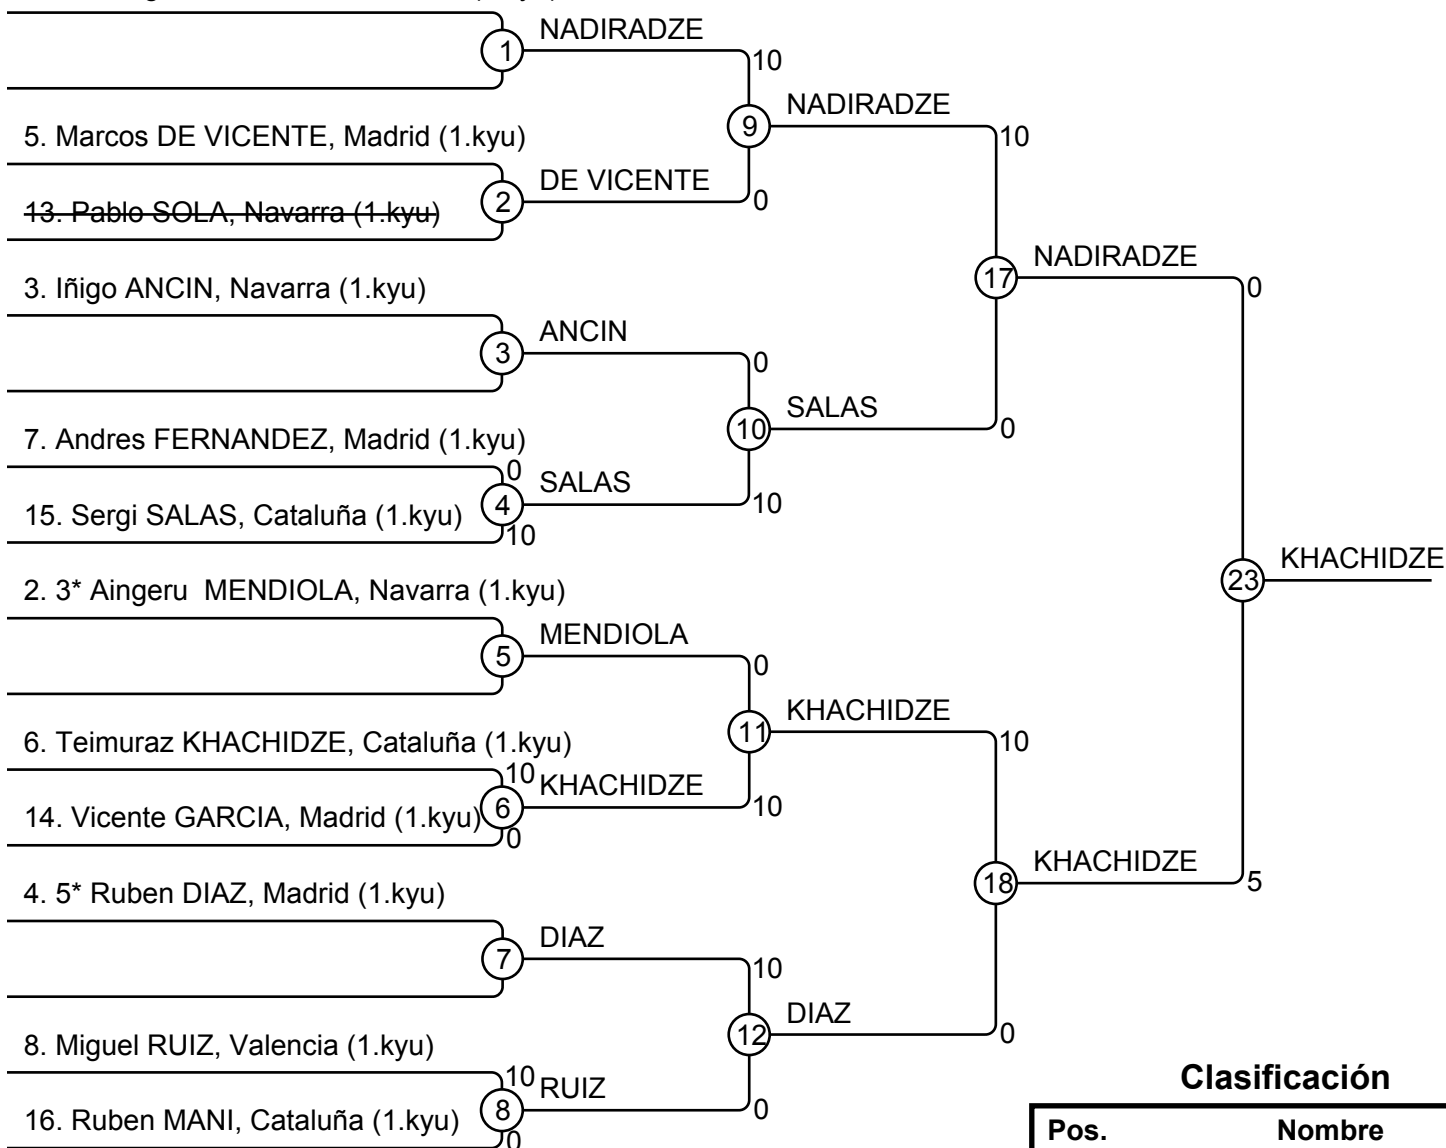 NADIRADZE
1
10
NADIRADZE
9
5. Marcos DE VICENTE, Madrid (1.kyu)
10
DE VICENTE
2
13. Pablo SOLA, Navarra (1.kyu)
0
NADIRADZE
17
3. Iñigo ANCIN, Navarra (1.kyu)
0
ANCIN
3
0
SALAS
10
0
7. Andres FERNANDEZ, Madrid (1.kyu)
0
SALAS
4
10
15. Sergi SALAS, Cataluña (1.kyu)
10
KHACHIDZE
23
2. 3* Aingeru MENDIOLA, Navarra (1.kyu)
MENDIOLA
5
0
KHACHIDZE
11
10
6. Teimuraz KHACHIDZE, Cataluña (1.kyu)
10
KHACHIDZE
6
10
14. Vicente GARCIA, Madrid (1.kyu)
0
KHACHIDZE
18
5
4. 5* Ruben DIAZ, Madrid (1.kyu)
DIAZ
7
10
DIAZ
12
0
8. Miguel RUIZ, Valencia (1.kyu)
10
RUIZ
8
0
16. Ruben MANI, Cataluña (1.kyu)
0
Clasificación
Pos. Nombre